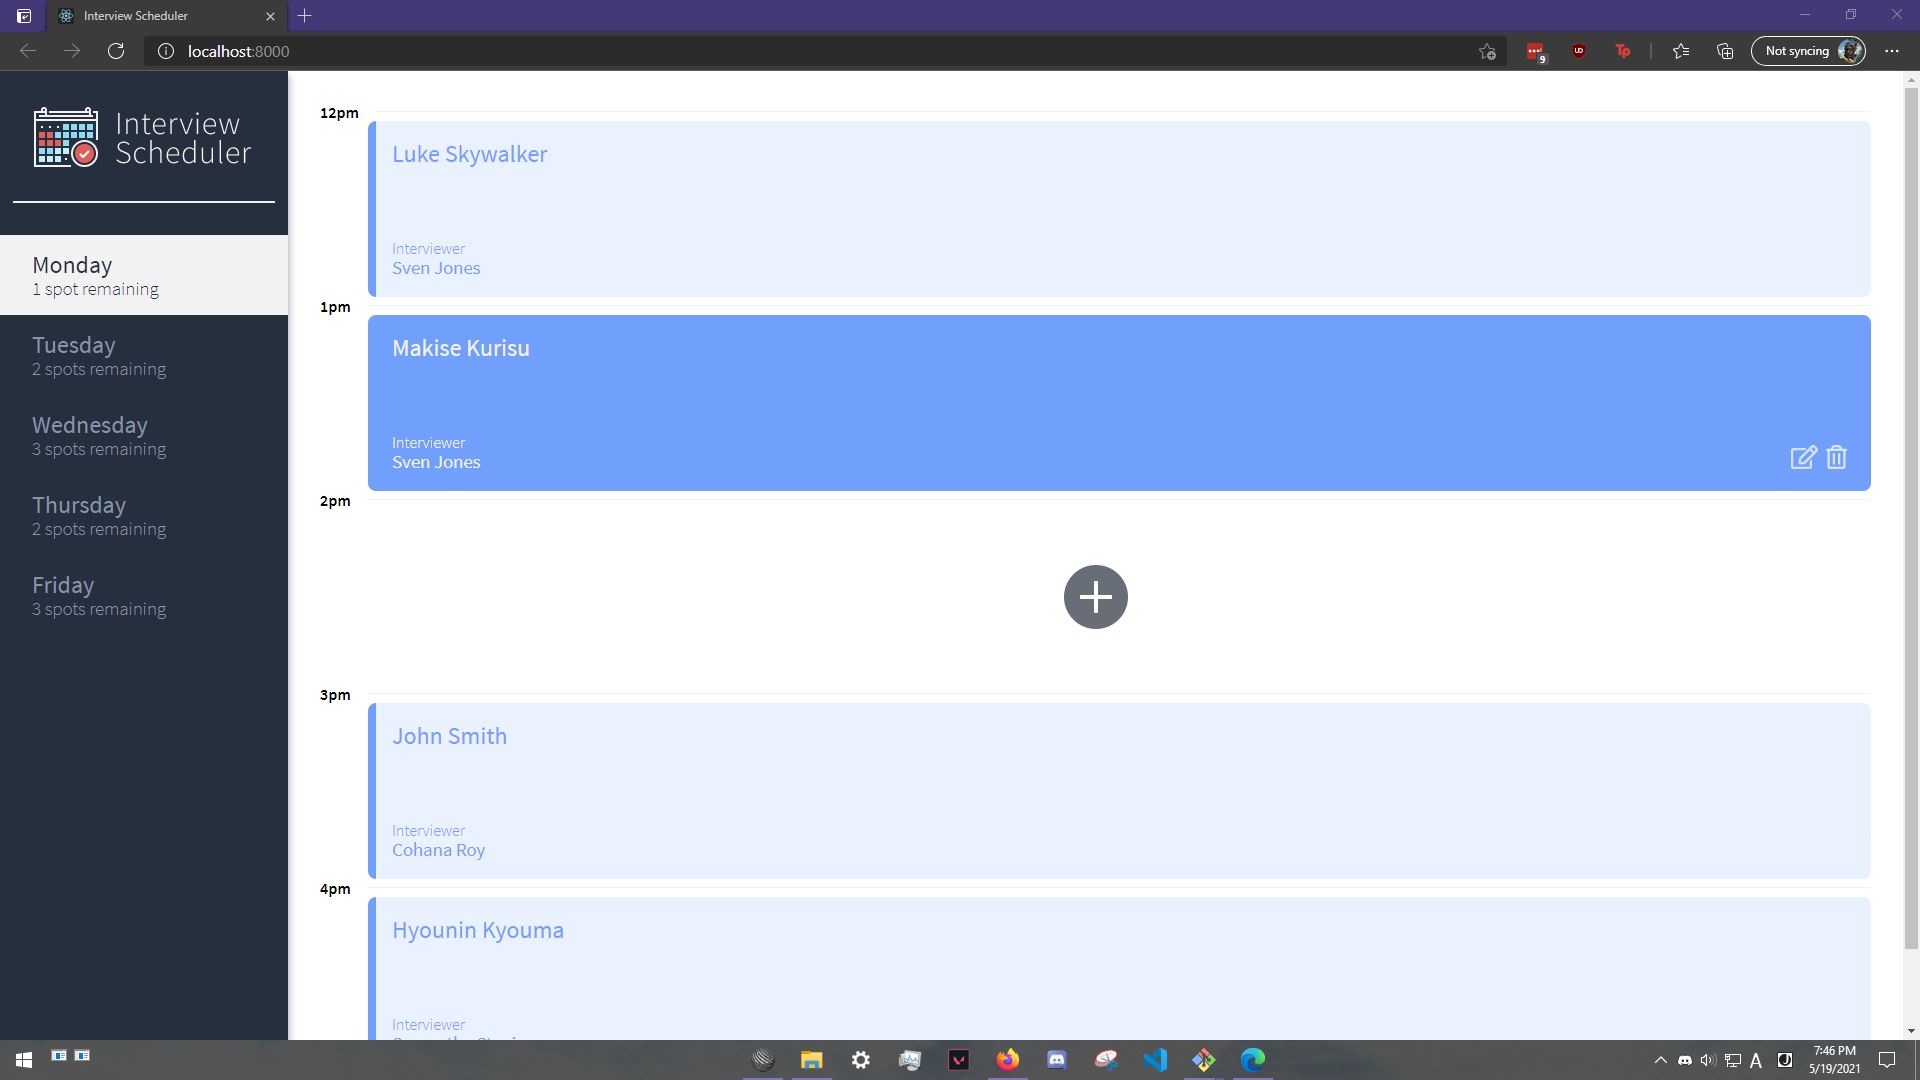 Interview Scheduler
localhost:8000
9
UD
Tp
Not syncing
Interview
Scheduler
Monday
1 spot remaining
Tuesday
2 spots remaining
Wednesday
3 spots remaining
Thursday
2 spots remaining
Friday
3 spots remaining
12pm
Luke Skywalker
Interviewer
Sven Jones
1pm
Makise Kurisu
Interviewer
Sven Jones
2pm
3pm
John Smith
Interviewer
Cohana Roy
4pm
Hyounin Kyouma
Interviewer
A
7:46 PM
5/19/2021